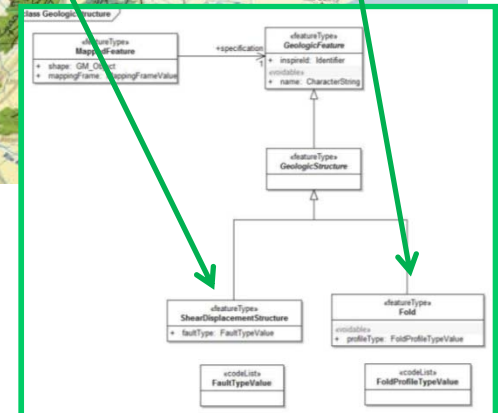 class GeologicStructure
«featureType»
MappedFeature
+ shape: GM_Object
+ mappingFrame: MappingFrameValue
+specification
1
«featureType»
GeologicFeature
+ inspireId: Identifier
«voidable»
+ name: CharacterString
«featureType»
GeologicStructure
«featureType»
ShearDisplacementStructure
+ faultType: FaultTypeValue
«featureType»
Fold
«voidable»
+ profileType: FoldProfileTypeValue
«codeList»
FaultTypeValue
«codeList»
FoldProfileTypeValue